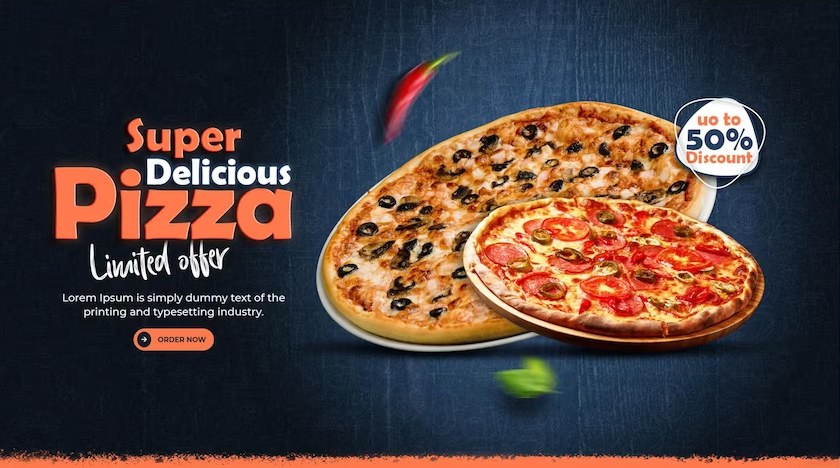 Super
Delicious
Pizza
Limited offer
Lorem Ipsum is simply dummy text of the
printing and typesetting industry.
ORDER NOW
uo to
50%
Discount